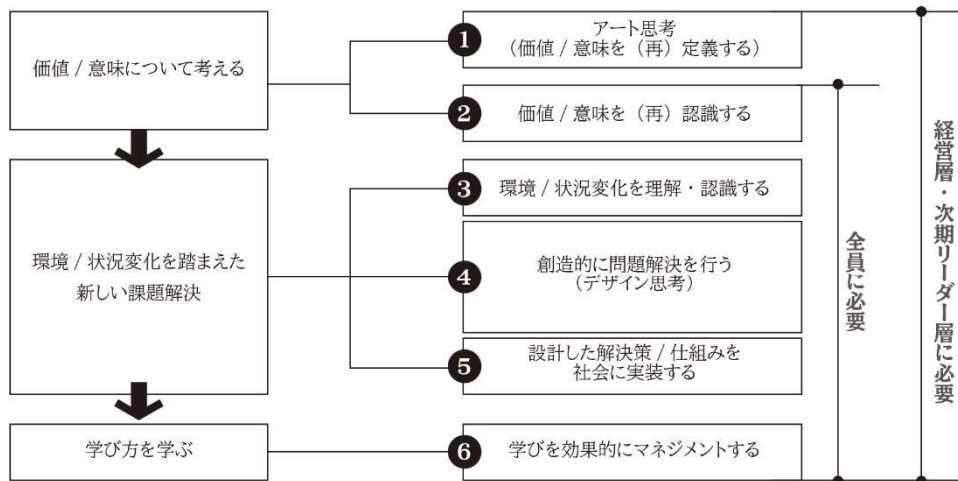 価値 / 意味について考える
❶
アート思考
(価値 / 意味を（再）定義する)
❷
価値 / 意味を（再）認識する
環境 / 状況変化を踏まえた
新しい課題解決
❸
環境 / 状況変化を理解・認識する
❹
創造的に問題解決を行う
(デザイン思考)
❺
設計した解決策 / 仕組みを
社会に実装する
学び方を学ぶ
❻
学びを効果的にマネジメントする
全員に必要
経営層・次期リーダー層に必要